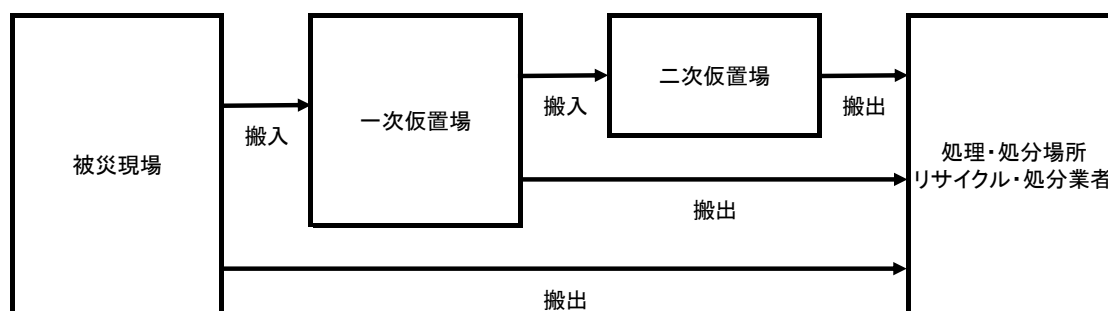 被災現場
搬入
一次仮置場
搬入
二次仮置場
搬出
搬出
搬出
処理・処分場所
リサイクル・処分業者